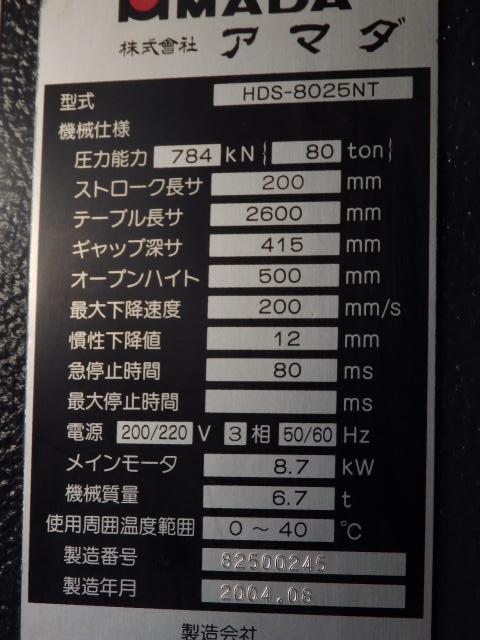 AMADA
株式會社 アマダ
型式 HDS-8025NT
機械仕様
圧力能力 784 kN { 80 ton}
ストローク長サ 200 mm
テーブル長サ 2600 mm
ギャップ深サ 415 mm
オープンハイト 500 mm
最大下降速度 200 mm/s
慣性下降値 12 mm
急停止時間 80 ms
最大停止時間 ms
電源 200/220 V 3 相 50/60 Hz
メインモータ 8.7 kW
機械質量 6.7 t
使用周囲温度範囲 0 ~ 40 ℃
製造番号 82500245
製造年月 2004.08
製造会社